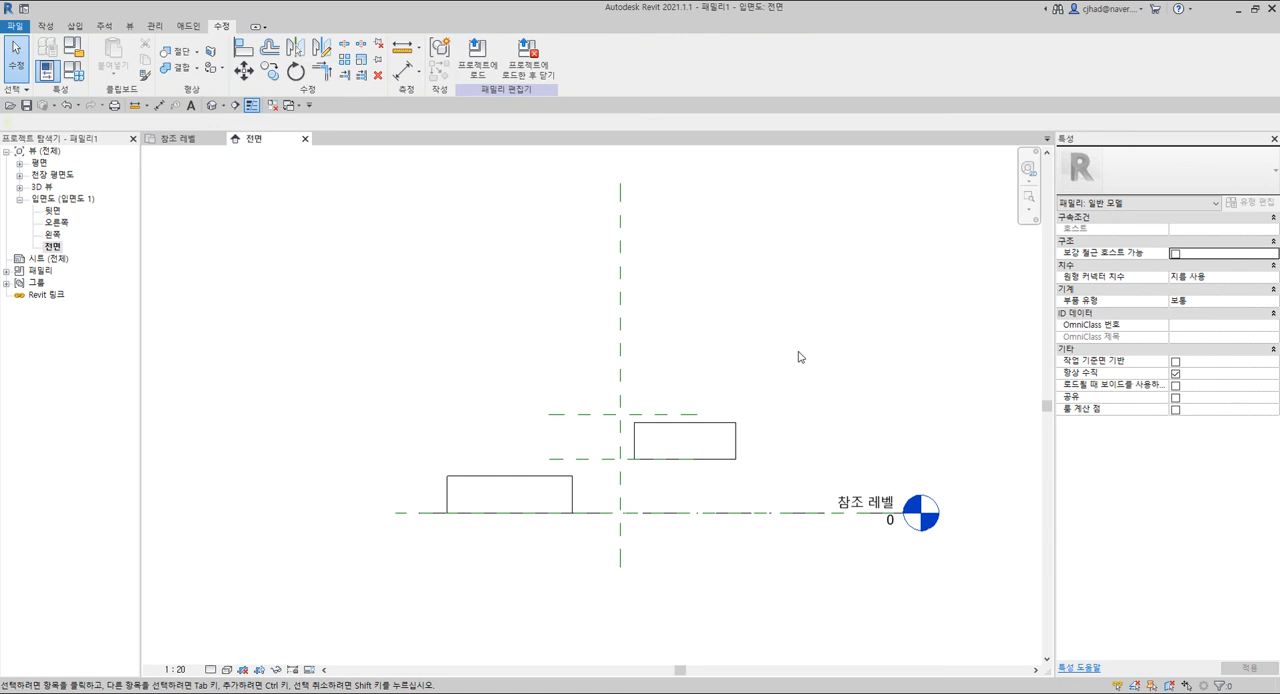 Autodesk Revit 2021.1.1 - 패밀리1 - 입면도: 전면
cjhad@naver....
파일 작성 삽입 주석 뷰 관리 애드인 수정
수정
붙여넣기
절단
결합
프로젝트에
로드
프로젝트에
로드한 후 닫기
선택 특성 클립보드 형상 수정 측정 작성 패밀리 편집기
프로젝트 탐색기 - 패밀리1
참조 레벨
전면
특성
뷰 (전체)
평면
천장 평면도
3D 뷰
입면도 (입면도 1)
뒷면
오른쪽
왼쪽
전면
시트 (전체)
패밀리
그룹
Revit 링크
참조 레벨
0
패밀리: 일반 모델
유형 편집
구속조건
호스트
구조
보강 철근 호스트 가능
치수
원형 커넥터 치수 지름 사용
기계
부품 유형 보통
ID 데이터
OmniClass 번호
OmniClass 제목
기타
작업 기준면 기반
항상 수직
로드될 때 보이드를 사용하...
공유
룸 계산 점
특성 도움말
적용
1 : 20
선택하려면 항목을 클릭하고, 다른 항목을 선택하려면 Tab 키, 추가하려면 Ctrl 키, 선택 취소하려면 Shift 키를 누르십시오.
:0